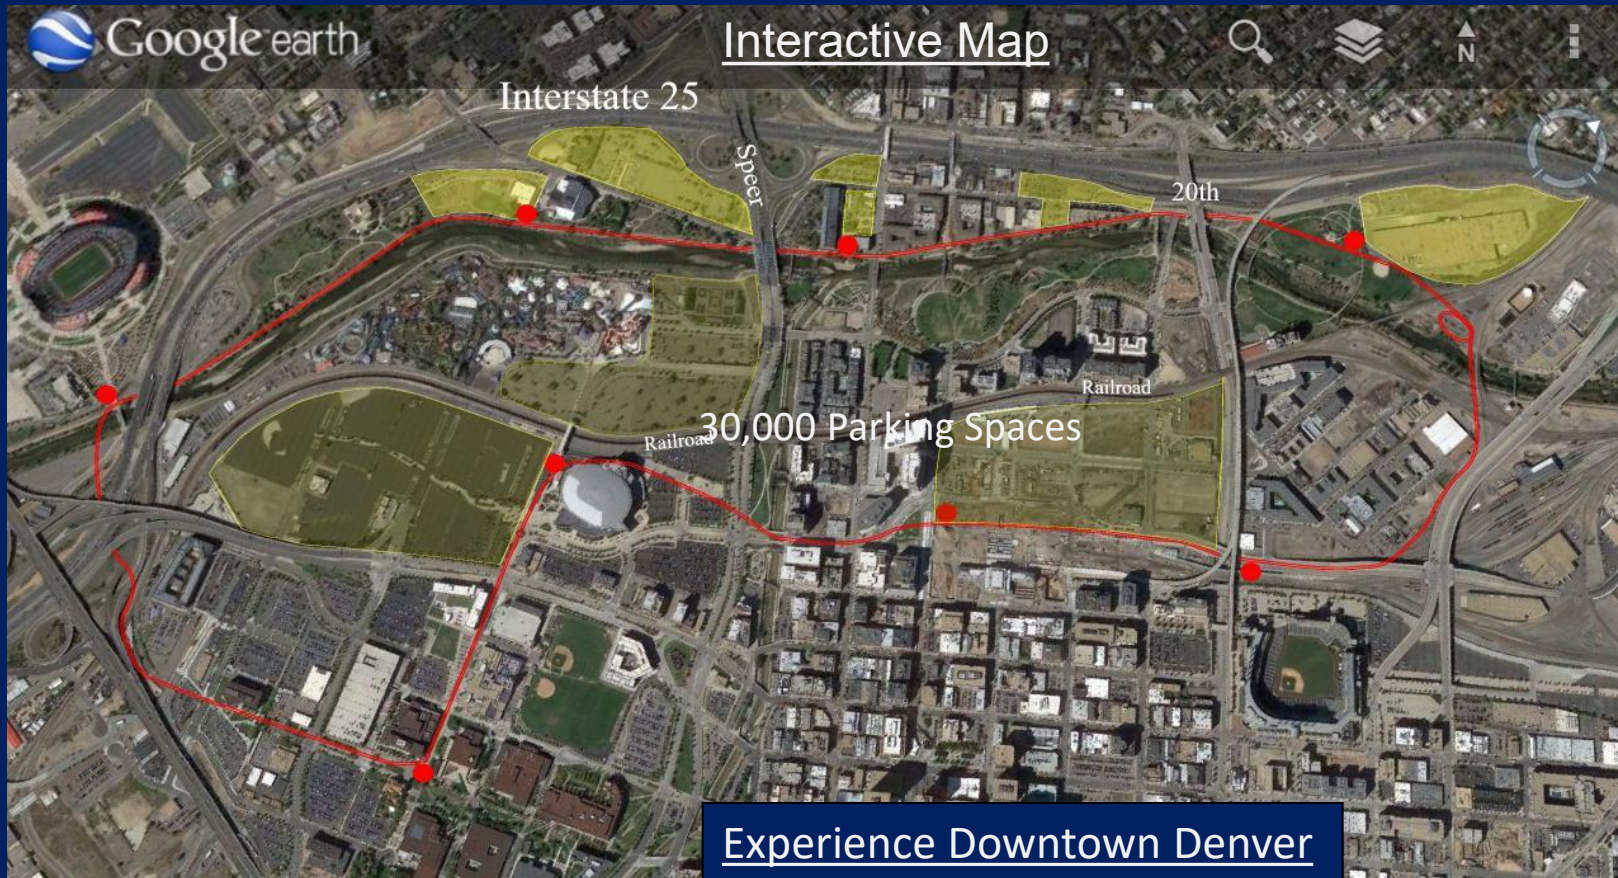 Google earth
Interactive Map
N
Interstate 25
Speer
20th
Railroad
30,000 Parking Spaces
Railroad
Experience Downtown Denver